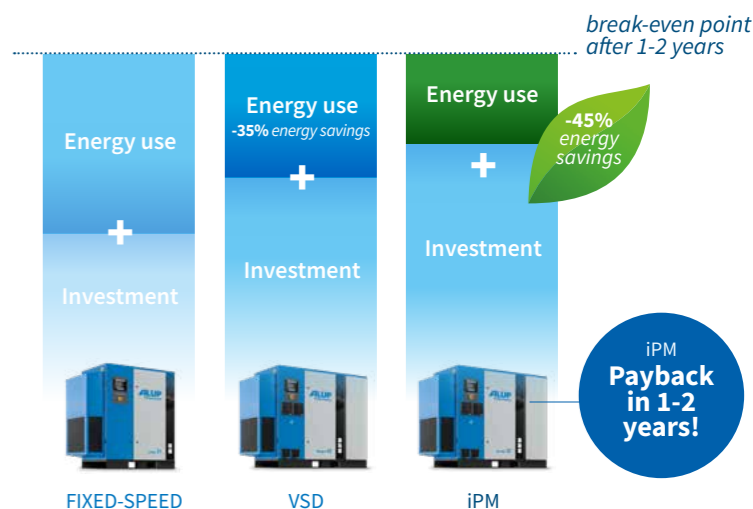 break-even point
after 1-2 years
Energy use
+
Investment
Energy use
-35% energy savings
+
Investment
Energy use
+
Investment
-45%
energy
savings
ALUP
ALUP
ALUP
iPM
Payback
in 1-2
years!
FIXED-SPEED
VSD
iPM